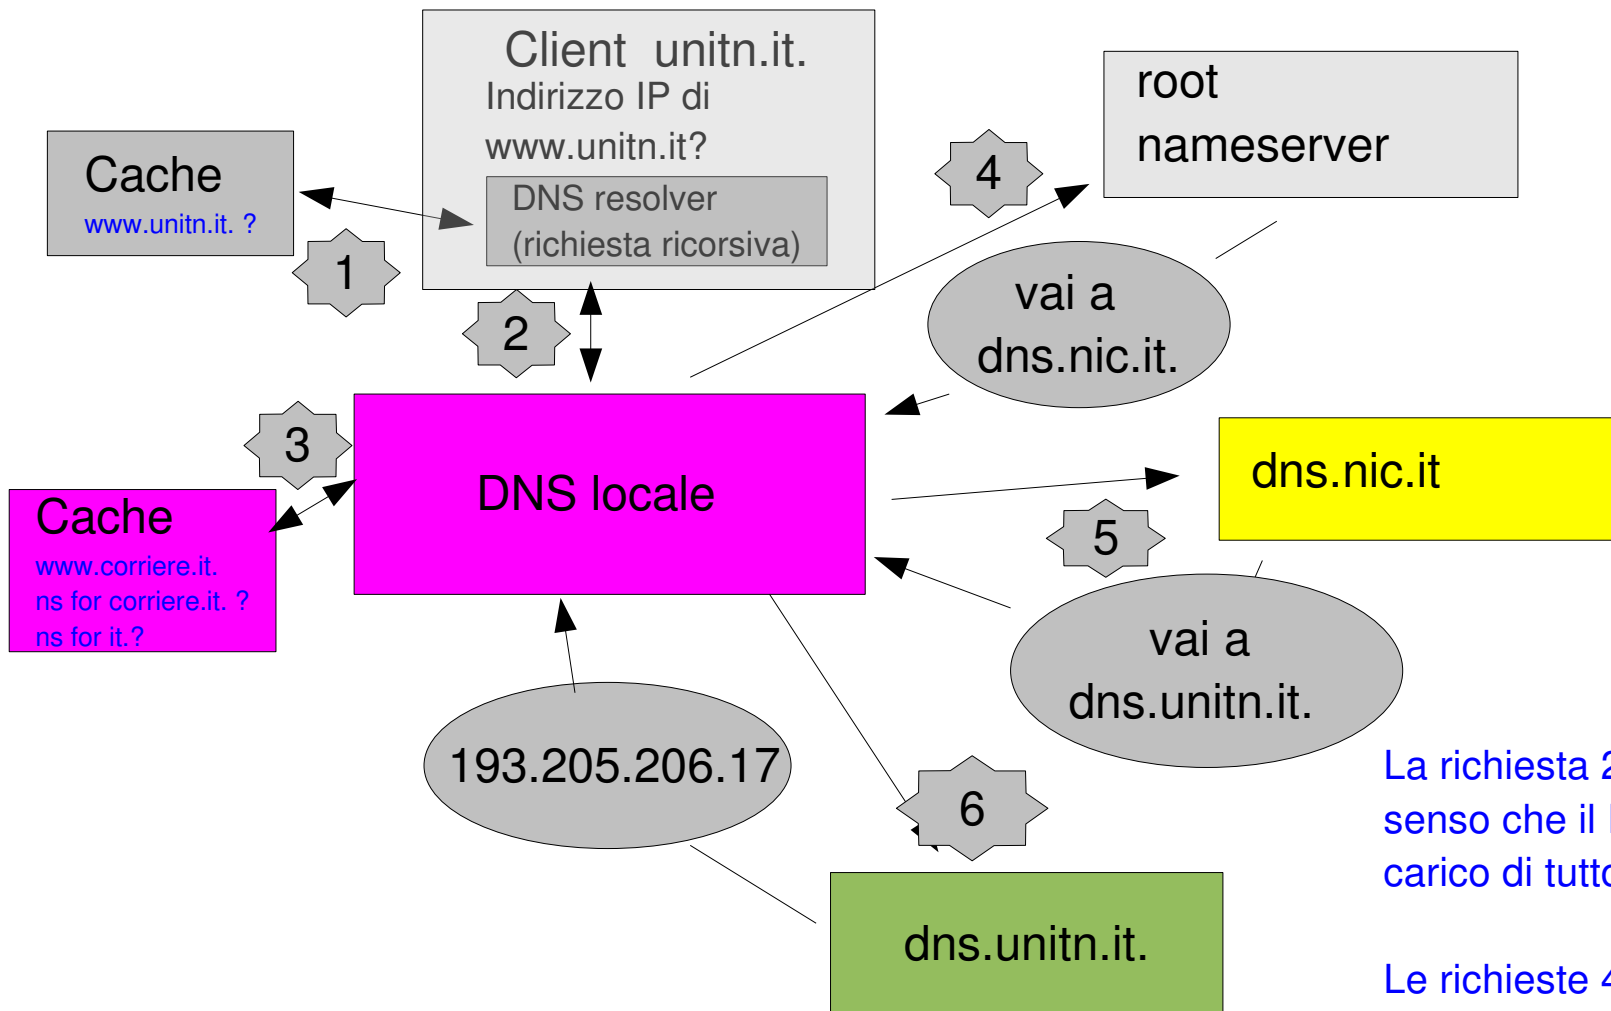 Client unitn.it.
Indirizzo IP di
www.unitn.it?
DNS resolver
(richiesta ricorsiva)
Cache
www.unitn.it. ?
1
2
root
nameserver
4
vai a
dns.nic.it.
3
DNS locale
Cache
www.corriere.it.
ns for corriere.it. ?
ns for it.?
dns.nic.it
5
vai a
dns.unitn.it.
193.205.206.17
6
dns.unitn.it.
La richiesta 2
senso che il
carico di tutto
Le richieste 4